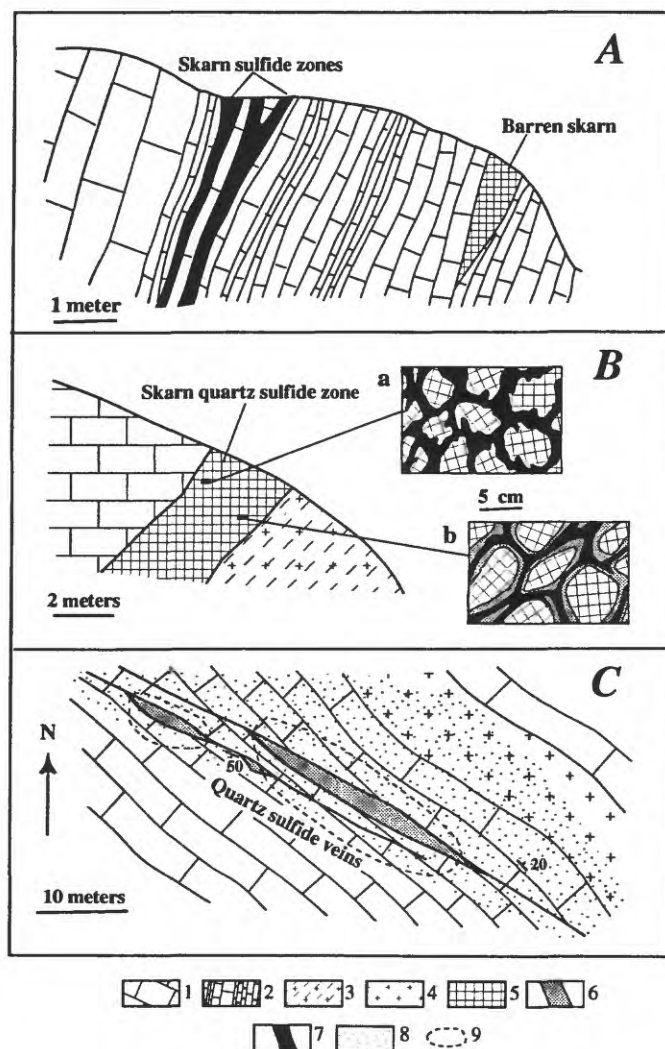 A
Skarn sulfide zones
Barren skarn
1 meter
B
Skarn quartz sulfide zone
a
5 cm
b
2 meters
C
N
50
Quartz sulfide veins
20
10 meters
1 2 3 4 5 6
7 8 9